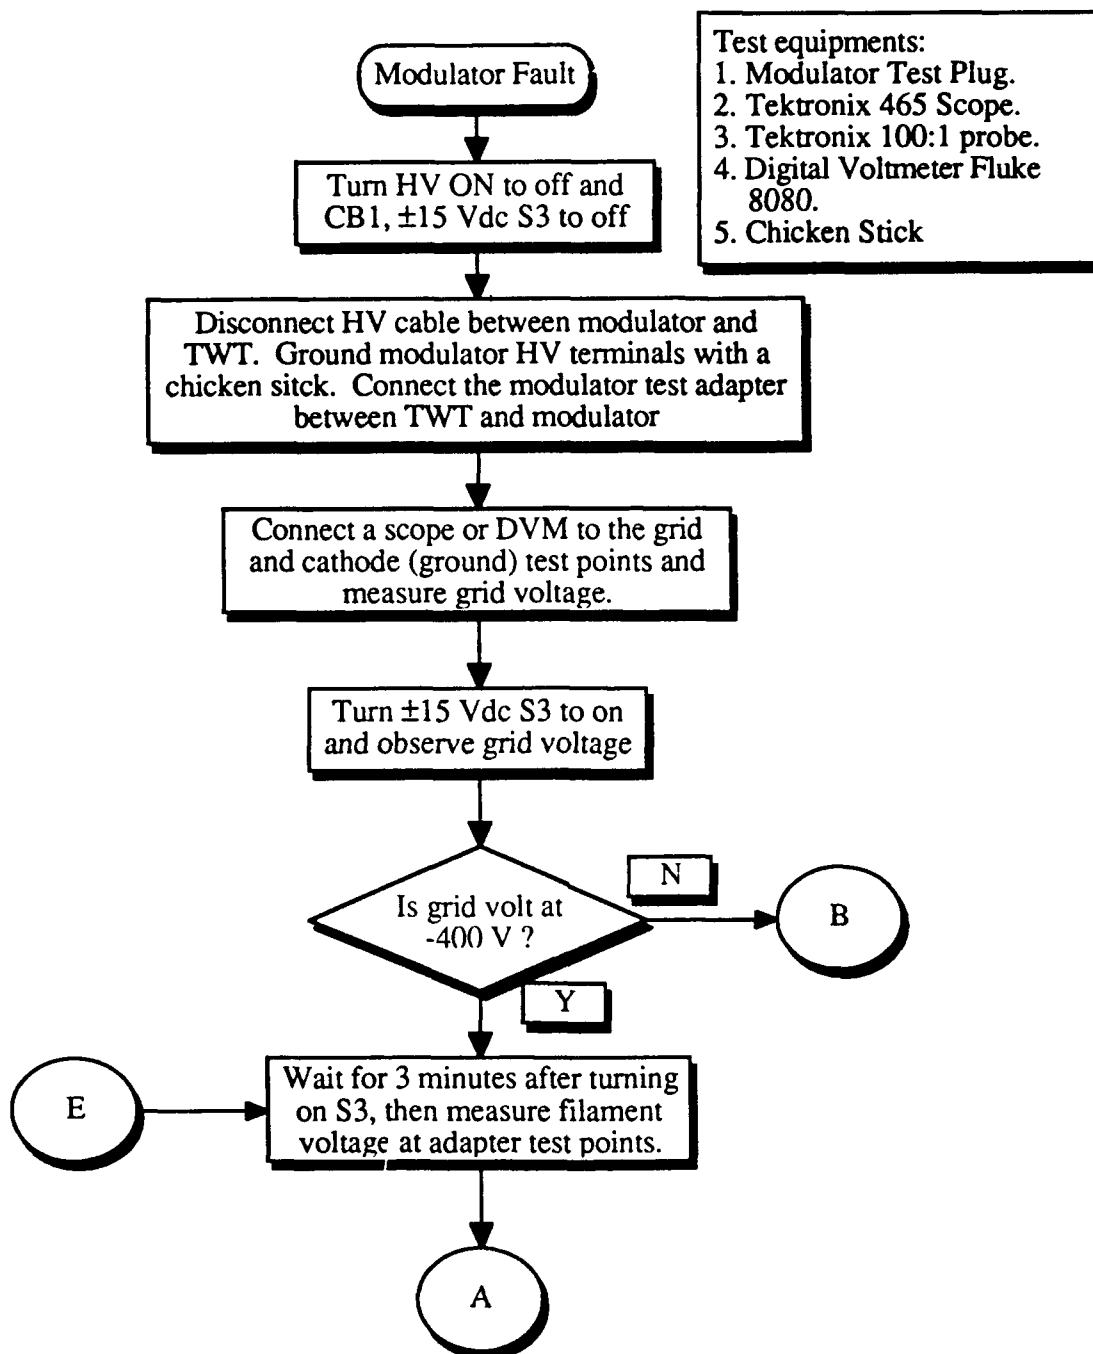 Modulator Fault
Test equipments:
1. Modulator Test Plug.
2. Tektronix 465 Scope.
3. Tektronix 100:1 probe.
4. Digital Voltmeter Fluke
8080.
5. Chicken Stick
Turn HV ON to off and
CB1, ±15 Vdc S3 to off
Disconnect HV cable between modulator and
TWT. Ground modulator HV terminals with a
chicken sitck. Connect the modulator test adapter
between TWT and modulator
Connect a scope or DVM to the grid
and cathode (ground) test points and
measure grid voltage.
Turn ±15 Vdc S3 to on
and observe grid voltage
Is grid volt at
-400 V ?
N
B
Y
E
Wait for 3 minutes after turning
on S3, then measure filament
voltage at adapter test points.
A